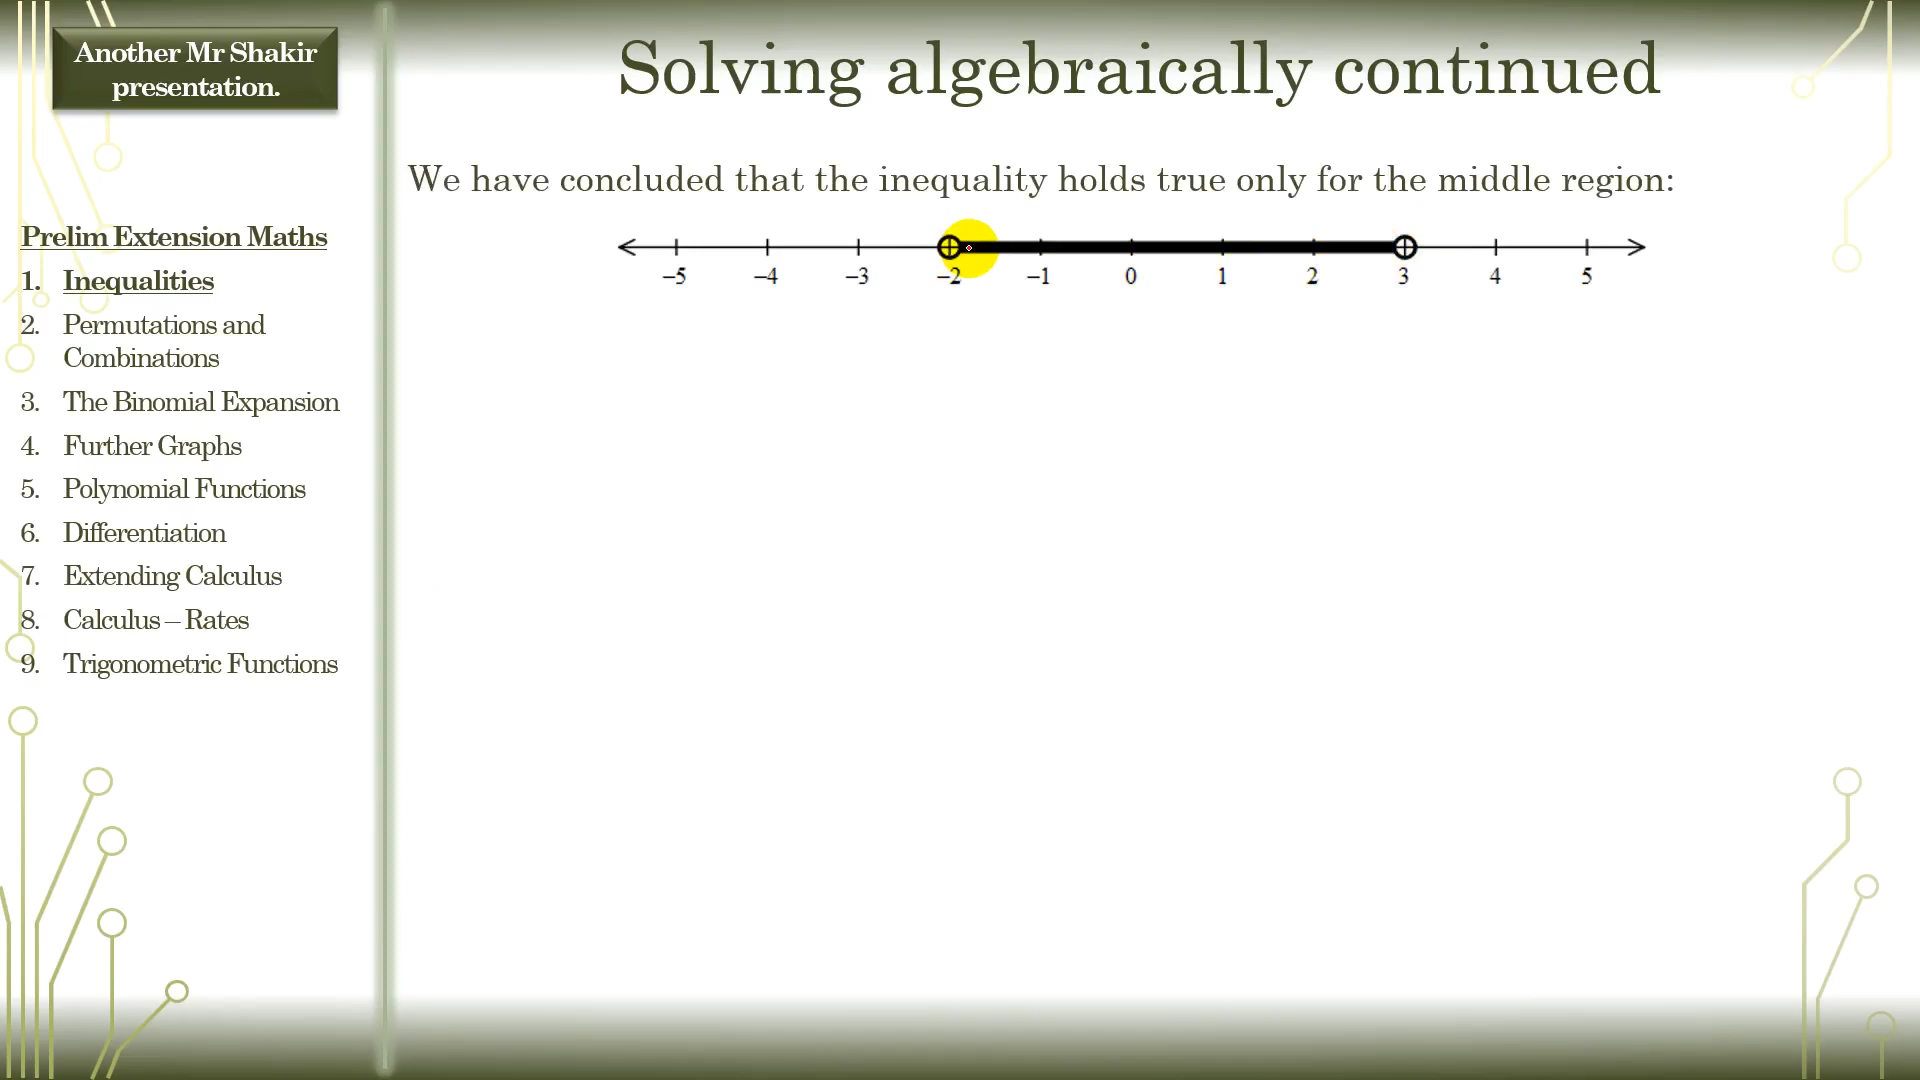 Another Mr Shakir
presentation.
Solving algebraically continued
We have concluded that the inequality holds true only for the middle region:
–5 –4 –3 –2 –1 0 1 2 3 4 5
Prelim Extension Maths
1. Inequalities
2. Permutations and
Combinations
3. The Binomial Expansion
4. Further Graphs
5. Polynomial Functions
6. Differentiation
7. Extending Calculus
8. Calculus – Rates
9. Trigonometric Functions